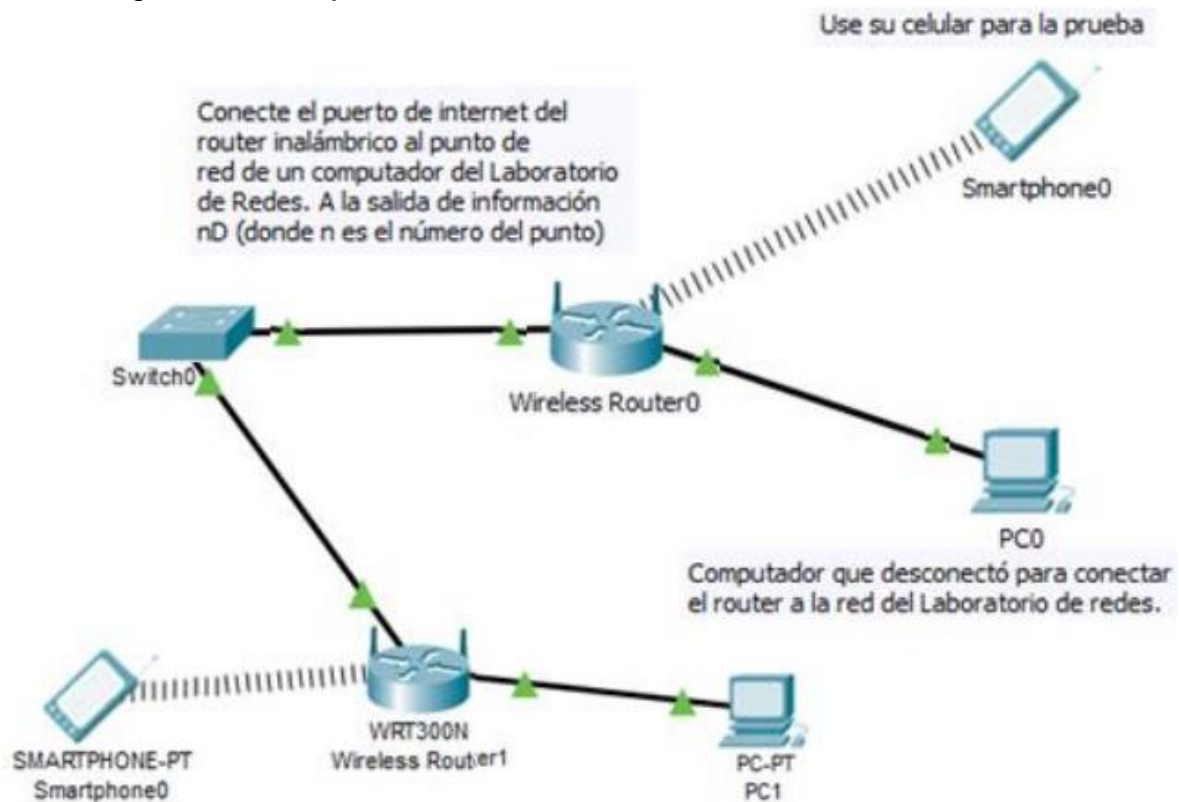 Use su celular para la prueba
Conecte el puerto de internet del
router inalámbrico al punto de
red de un computador del Laboratorio
de Redes. A la salida de información
nD (donde n es el número del punto)
Smartphone0
Switch0
Wireless Router0
PC0
Computador que desconectó para conectar
el router a la red del Laboratorio de redes.
SMARTPHONE-PT
Smartphone0
WRT300N
Wireless Router1
PC-PT
PC1